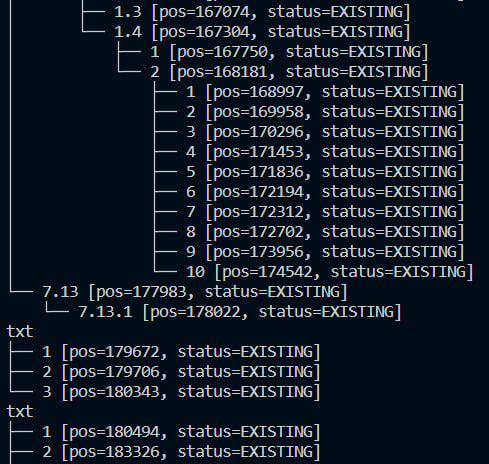 │       ├── 1.3 [pos=167074, status=EXISTING]
│       └── 1.4 [pos=167304, status=EXISTING]
│           ├── 1 [pos=167750, status=EXISTING]
│           └── 2 [pos=168181, status=EXISTING]
│               ├── 1 [pos=168997, status=EXISTING]
│               ├── 2 [pos=169958, status=EXISTING]
│               ├── 3 [pos=170296, status=EXISTING]
│               ├── 4 [pos=171453, status=EXISTING]
│               ├── 5 [pos=171836, status=EXISTING]
│               ├── 6 [pos=172194, status=EXISTING]
│               ├── 7 [pos=172312, status=EXISTING]
│               ├── 8 [pos=172702, status=EXISTING]
│               ├── 9 [pos=173956, status=EXISTING]
│               └── 10 [pos=174542, status=EXISTING]
└── 7.13 [pos=177983, status=EXISTING]
    └── 7.13.1 [pos=178022, status=EXISTING]
txt
├── 1 [pos=179672, status=EXISTING]
├── 2 [pos=179706, status=EXISTING]
└── 3 [pos=180343, status=EXISTING]
txt
├── 1 [pos=180494, status=EXISTING]
├── 2 [pos=183326, status=EXISTING]